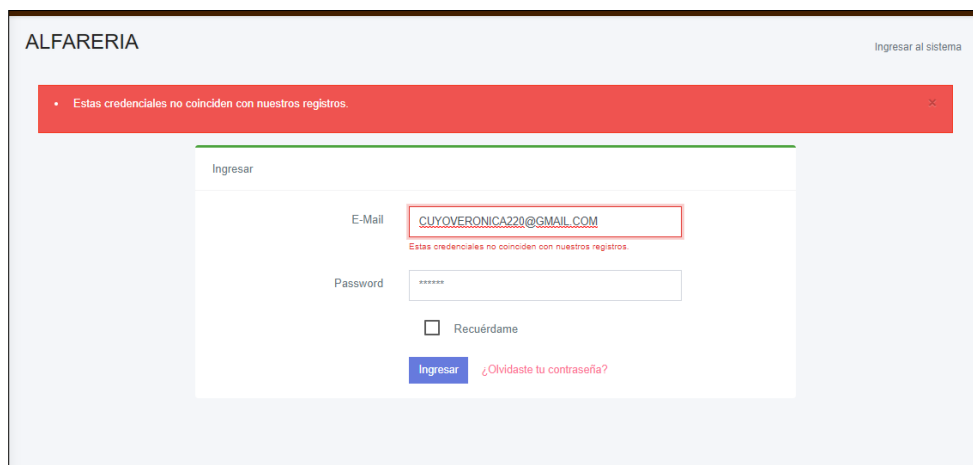 ALFARERIA
Ingresar al sistema
• Estas credenciales no coinciden con nuestros registros. ×
Ingresar
E-Mail CUYOVERONICA220@GMAIL.COM
Estas credenciales no coinciden con nuestros registros.
Password ******
Recuérdame
Ingresar ¿Olvidaste tu contraseña?